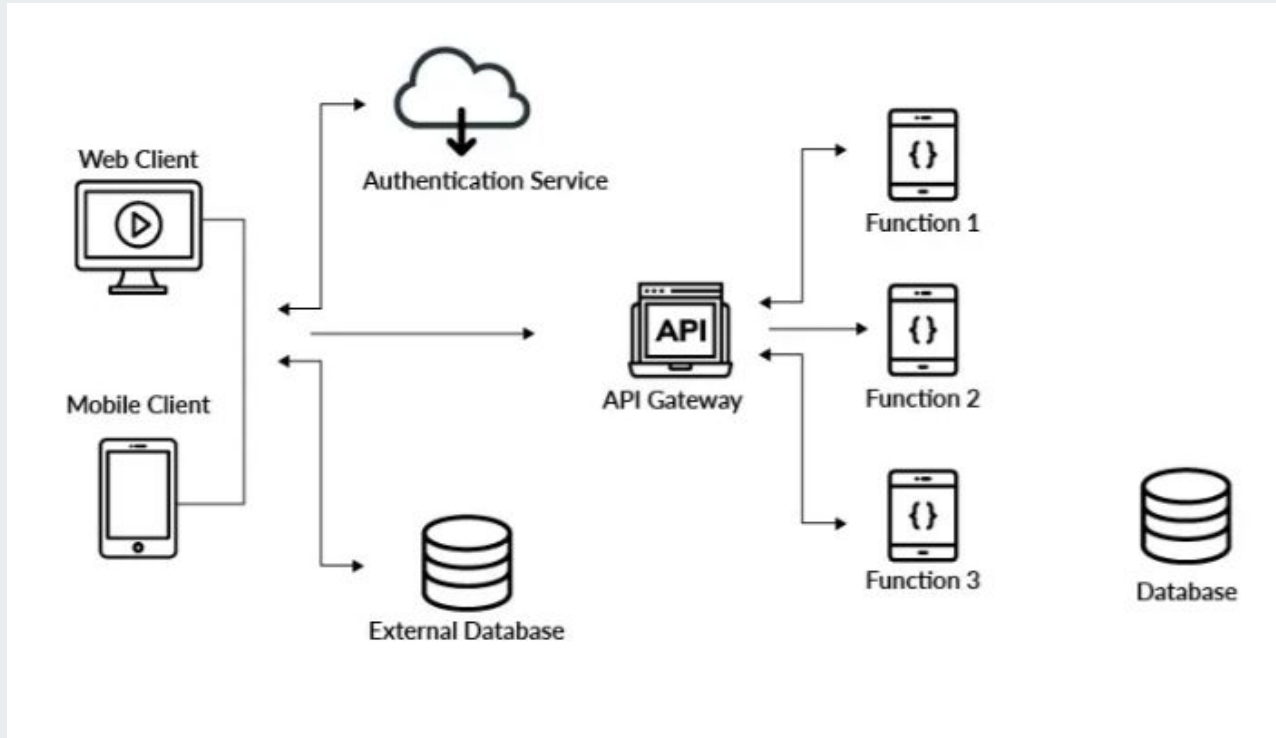 Web Client
Authentication Service
Mobile Client
External Database
API
API Gateway
{}
Function 1
{}
Function 2
{}
Function 3
Database